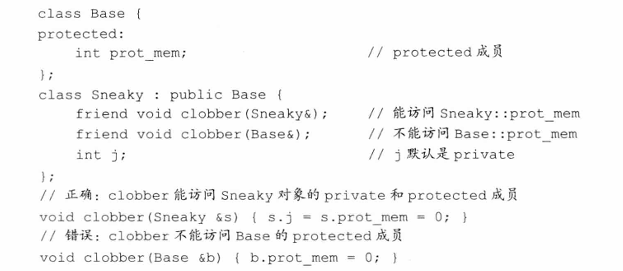 class Base {
protected:
    int prot_mem;                    // protected 成员
};
class Sneaky : public Base {
    friend void clobber(Sneaky&);    // 能访问 Sneaky::prot_mem
    friend void clobber(Base&);      // 不能访问 Base::prot_mem
    int j;                           // j 默认是 private
};
// 正确：clobber 能访问 Sneaky 对象的 private 和 protected 成员
void clobber(Sneaky &s) { s.j = s.prot_mem = 0; }
// 错误：clobber 不能访问 Base 的 protected 成员
void clobber(Base &b) { b.prot_mem = 0; }